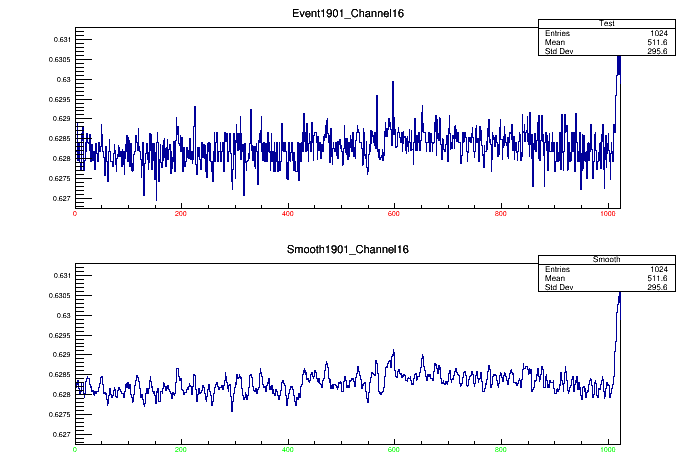 Event1901_Channel16
Test
Entries 1024
Mean 511.6
Std Dev 295.6
0.631
0.6305
0.63
0.6295
0.629
0.6285
0.628
0.6275
0.627
0 200 400 600 800 1000
Smooth1901_Channel16
Smooth
Entries 1024
Mean 511.6
Std Dev 295.6
0.631
0.6305
0.63
0.6295
0.629
0.6285
0.628
0.6275
0.627
0 200 400 600 800 1000